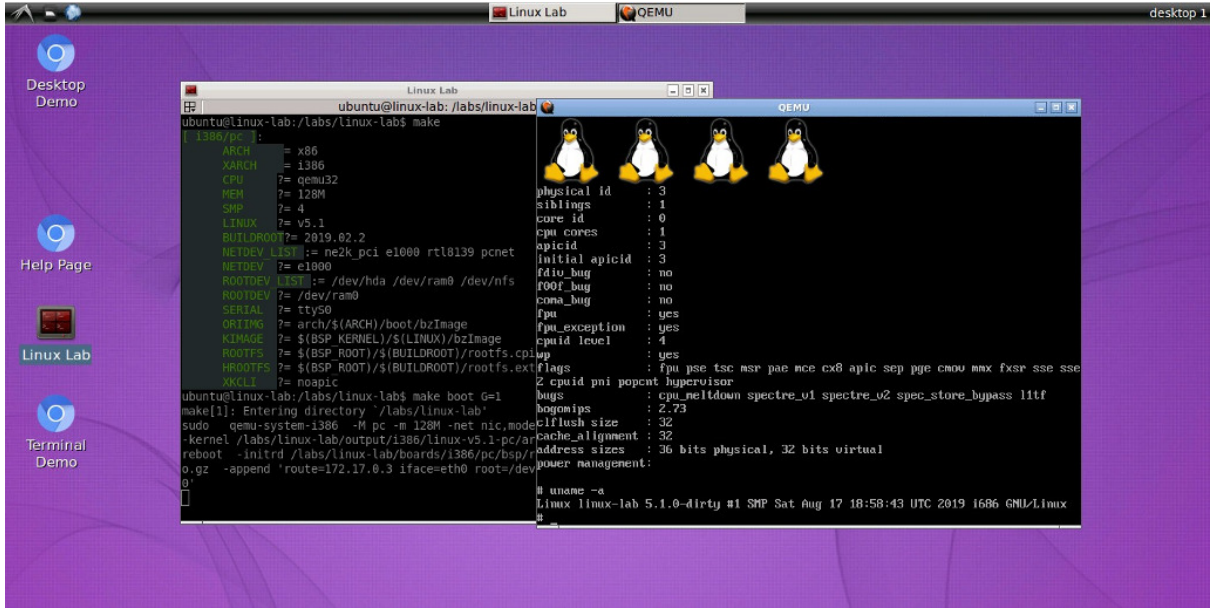 Linux Lab
QEMU
desktop 1
Desktop
Demo
Help Page
Linux Lab
Terminal
Demo
Linux Lab
ubuntu@linux-lab: /labs/linux-lab
ubuntu@linux-lab:/labs/linux-lab$ make
[ i386/pc ]:
ARCH = x86
XARCH = i386
CPU ?= qemu32
MEM ?= 128M
SMP ?= 4
LINUX ?= v5.1
BUILDROOT?= 2019.02.2
NETDEV_LIST := ne2k_pci e1000 rtl8139 pcnet
NETDEV ?= e1000
ROOTDEV_LIST := /dev/hda /dev/ram0 /dev/nfs
ROOTDEV ?= /dev/ram0
SERIAL ?= ttyS0
ORIIMG ?= arch/$(ARCH)/boot/bzImage
KIMAGE ?= $(BSP_KERNEL)/$(LINUX)/bzImage
ROOTFS ?= $(BSP_ROOT)/$(BUILDROOT)/rootfs.cpi
HROOTFS ?= $(BSP_ROOT)/$(BUILDROOT)/rootfs.ext
XKCLI ?= noapic
ubuntu@linux-lab:/labs/linux-lab$ make boot G=1
make[1]: Entering directory `/labs/linux-lab'
sudo qemu-system-i386 -M pc -m 128M -net nic,mode
-kernel /labs/linux-lab/output/i386/linux-v5.1-pc/ar
reboot -initrd /labs/linux-lab/boards/i386/pc/bsp/r
o.gz -append 'route=172.17.0.3 iface=eth0 root=/dev
0'
QEMU
physical id : 3
siblings : 1
core id : 0
cpu cores : 1
apicid : 3
initial apicid : 3
fdiv_bug : no
f00f_bug : no
coma_bug : no
fpu : yes
fpu_exception : yes
cpuid level : 4
wp : yes
flags : fpu pse tsc msr pae mce cx8 apic sep pge cmov mmx fxsr sse sse
2 cpuid pni popcnt hypervisor
bugs : cpu_meltdown spectre_v1 spectre_v2 spec_store_bypass l1tf
bogomips : 2.73
clflush size : 32
cache_alignment : 32
address sizes : 36 bits physical, 32 bits virtual
power management:
# uname -a
Linux linux-lab 5.1.0-dirty #1 SMP Sat Aug 17 18:58:43 UTC 2019 i686 GNU/Linux
# _